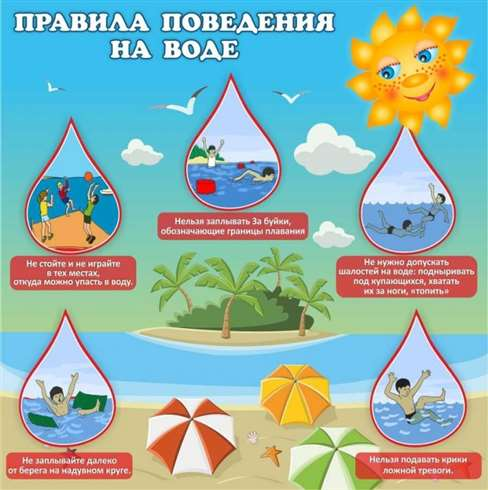 ПРАВИЛА ПОВЕДЕНИЯ
НА ВОДЕ
Нельзя заплывать За буйки,
обозначающие границы плавания
Не стойте и не играйте
в тех местах,
откуда можно упасть в воду.
Не нужно допускать
шалостей на воде: подныривать
под купающихся, хватать
их за ноги, «топить»
Не заплывайте далеко
от берега на надувном круге.
Нельзя подавать крики
ложной тревоги.